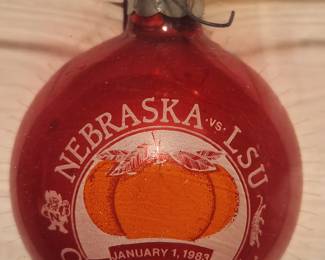 NEBRASKA VS LSU
JANUARY 1, 1983